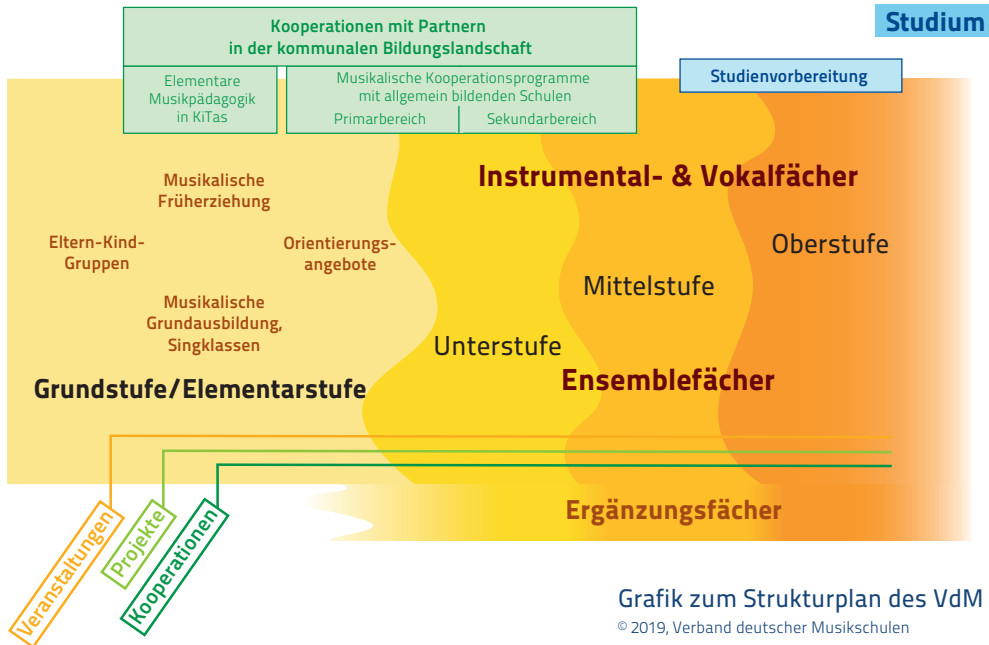 Studium
Kooperationen mit Partnern
in der kommunalen Bildungslandschaft
Elementare
Musikpädagogik
in KiTas
Musikalische Kooperationsprogramme
mit allgemein bildenden Schulen
Primarbereich
Sekundarbereich
Studienvorbereitung
Musikalische
Früherziehung
Eltern-Kind-
Gruppen
Orientierungs-
angebote
Musikalische
Grundausbildung,
Singklassen
Grundstufe/Elementarstufe
Instrumental- & Vokalfächer
Oberstufe
Mittelstufe
Unterstufe
Ensemblefächer
Ergänzungsfächer
Veranstaltungen
Projekte
Kooperationen
Grafik zum Strukturplan des VdM
© 2019, Verband deutscher Musikschulen